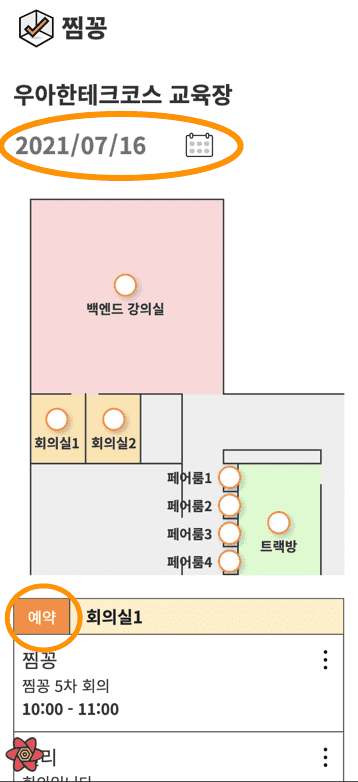 찜꽁
우아한테크코스 교육장
2021/07/16
백엔드 강의실
회의실1
회의실2
페어룸1
페어룸2
페어룸3
페어룸4
트랙방
예약
회의실1
찜꽁
찜꽁 5차 회의
10:00 - 11:00
리